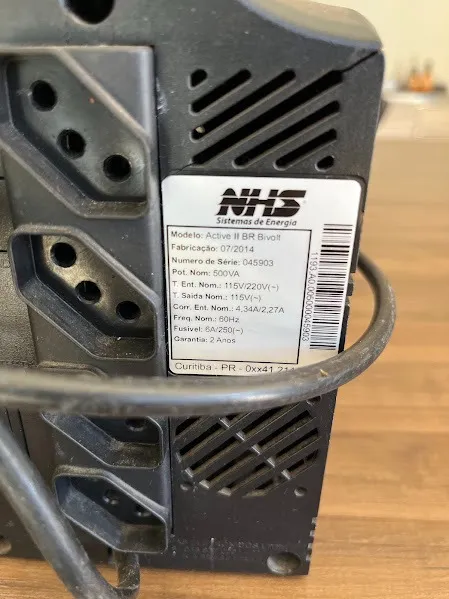 NHS
Sistemas de Energia
Modelo: Active II BR Bivolt
Fabricação: 07/2014
Numero de Série: 045903
Pot. Nom: 500VA
T. Ent. Nom.: 115V/220V(~)
T. Saida Nom.: 115V(~)
Corr. Ent. Nom.: 4,34A/2,27A
Freq. Nom.: 60Hz
Fusivel: 6A/250(~)
Garantia: 2 Anos
Curitiba - PR - 0xx41